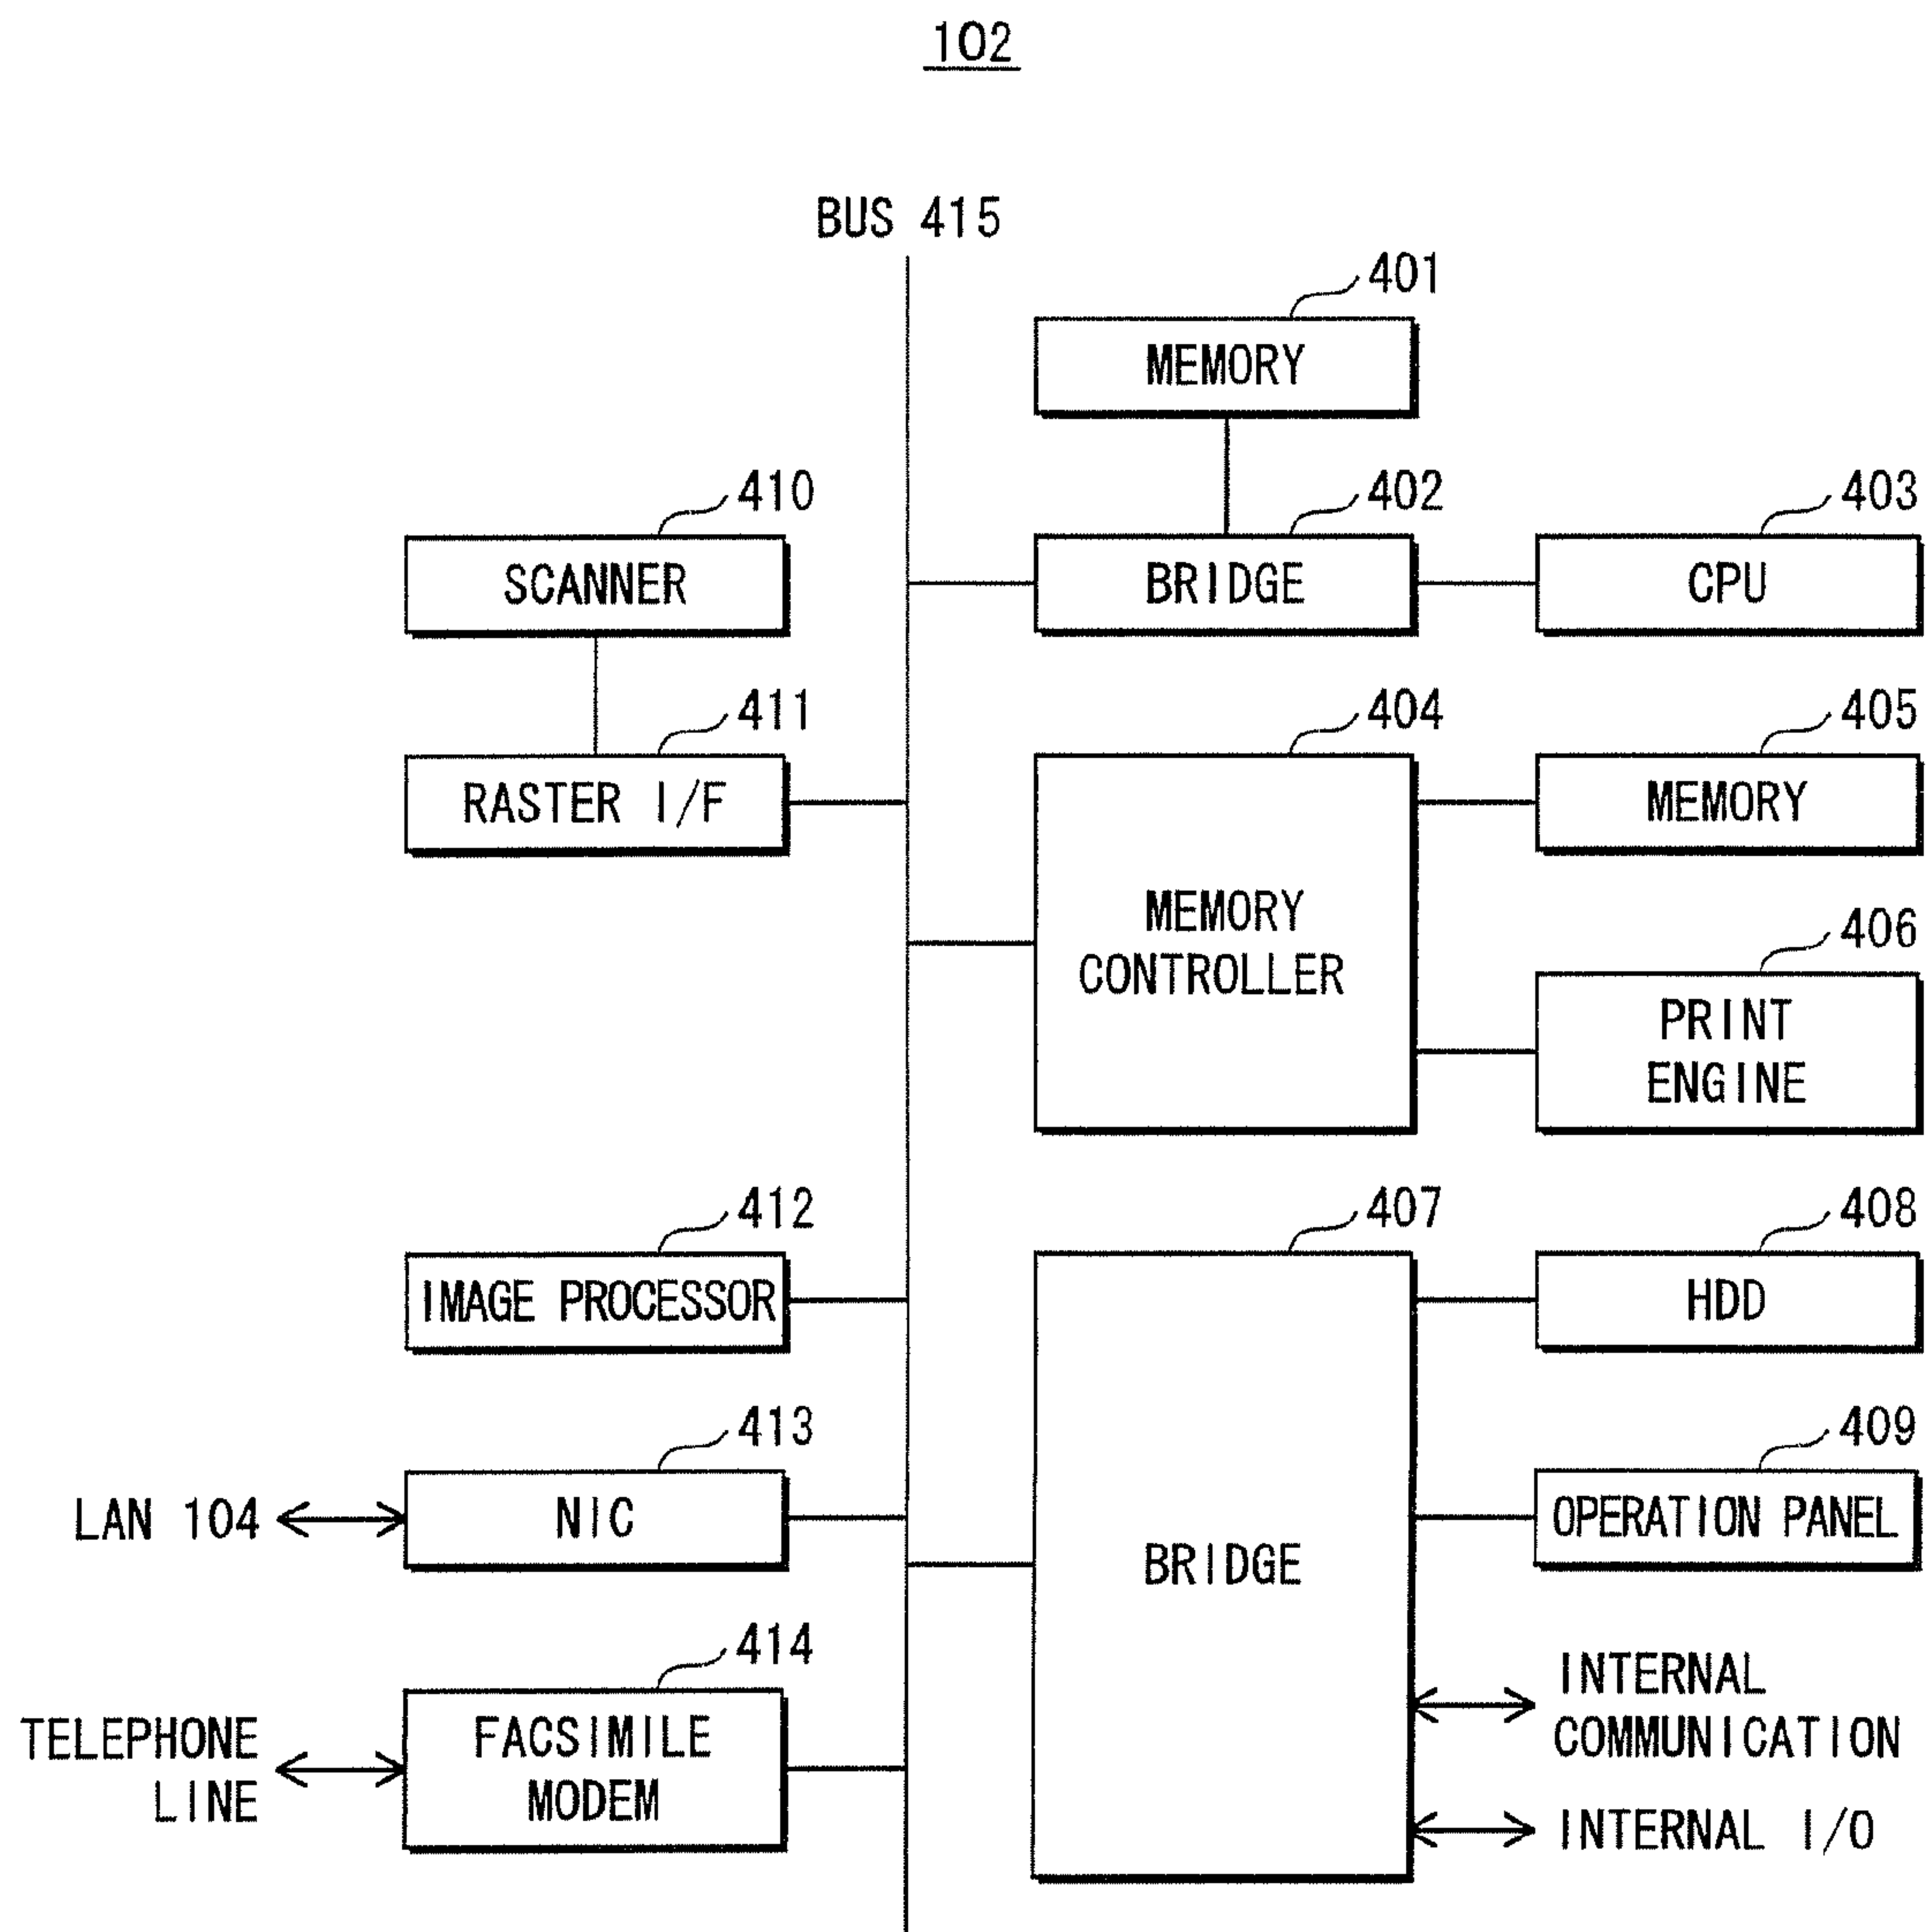 102
BUS 415
401
MEMORY
410
402
403
SCANNER
BRIDGE
CPU
411
404
405
RASTER I/F
MEMORY
MEMORY
CONTROLLER
406
PRINT
ENGINE
412
407
408
IMAGE PROCESSOR
HDD
413
409
LAN 104
NIC
OPERATION PANEL
BRIDGE
414
TELEPHONE
LINE
FACSIMILE
MODEM
INTERNAL
COMMUNICATION
INTERNAL I/O